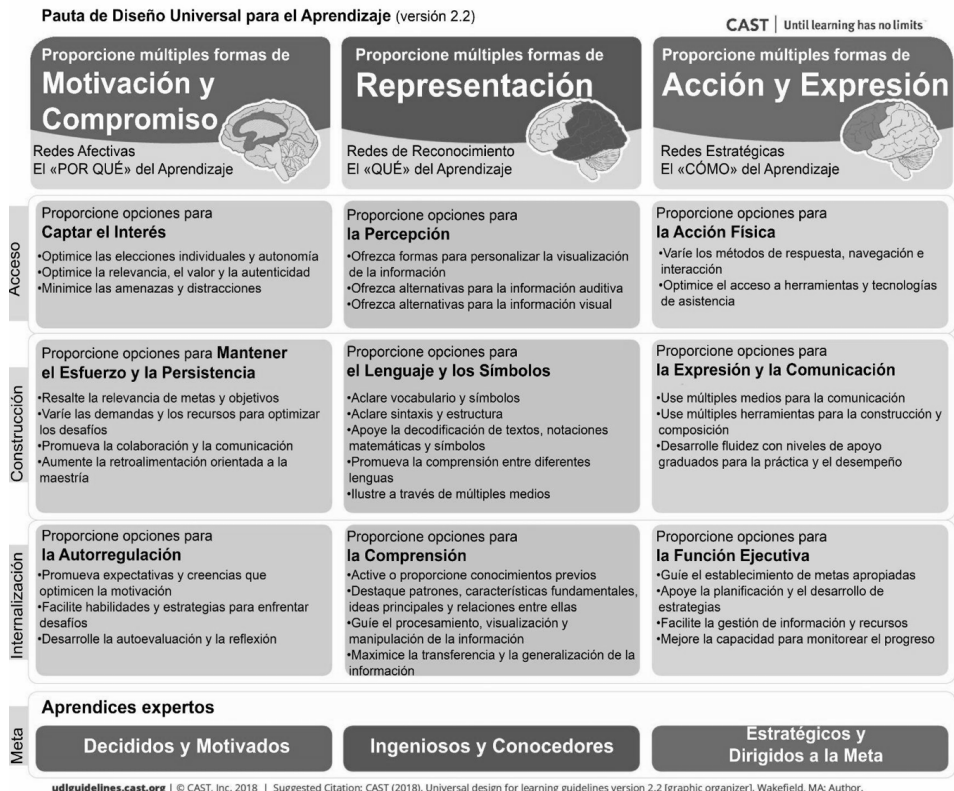 Pauta de Diseño Universal para el Aprendizaje (versión 2.2)
CAST | Until learning has no limits
Proporcione múltiples formas de
Motivación y
Compromiso
Redes Afectivas
El «POR QUÉ» del Aprendizaje
Proporcione múltiples formas de
Representación
Redes de Reconocimiento
El «QUÉ» del Aprendizaje
Proporcione múltiples formas de
Acción y Expresión
Redes Estratégicas
El «CÓMO» del Aprendizaje
Acceso
Proporcione opciones para
Captar el Interés
•Optimice las elecciones individuales y autonomía
•Optimice la relevancia, el valor y la autenticidad
•Minimice las amenazas y distracciones
Proporcione opciones para
la Percepción
•Ofrezca formas para personalizar la visualización
de la información
•Ofrezca alternativas para la información auditiva
•Ofrezca alternativas para la información visual
Proporcione opciones para
la Acción Física
•Varíe los métodos de respuesta, navegación e
interacción
•Optimice el acceso a herramientas y tecnologías
de asistencia
Construcción
Proporcione opciones para Mantener
el Esfuerzo y la Persistencia
•Resalte la relevancia de metas y objetivos
•Varíe las demandas y los recursos para optimizar
los desafíos
•Promueva la colaboración y la comunicación
•Aumente la retroalimentación orientada a la
maestría
Proporcione opciones para
el Lenguaje y los Símbolos
•Aclare vocabulario y símbolos
•Aclare sintaxis y estructura
•Apoye la decodificación de textos, notaciones
matemáticas y símbolos
•Promueva la comprensión entre diferentes
lenguas
•Ilustre a través de múltiples medios
Proporcione opciones para
la Expresión y la Comunicación
•Use múltiples medios para la comunicación
•Use múltiples herramientas para la construcción y
composición
•Desarrolle fluidez con niveles de apoyo
graduados para la práctica y el desempeño
Internalización
Proporcione opciones para
la Autorregulación
•Promueva expectativas y creencias que
optimicen la motivación
•Facilite habilidades y estrategias para enfrentar
desafíos
•Desarrolle la autoevaluación y la reflexión
Proporcione opciones para
la Comprensión
•Active o proporcione conocimientos previos
•Destaque patrones, características fundamentales,
ideas principales y relaciones entre ellas
•Guíe el procesamiento, visualización y
manipulación de la información
•Maximice la transferencia y la generalización de la
información
Proporcione opciones para
la Función Ejecutiva
•Guíe el establecimiento de metas apropiadas
•Apoye la planificación y el desarrollo de
estrategias
•Facilite la gestión de información y recursos
•Mejore la capacidad para monitorear el progreso
Meta
Aprendices expertos
Decididos y Motivados
Ingeniosos y Conocedores
Estratégicos y
Dirigidos a la Meta
udlguidelines.cast.org | © CAST, Inc. 2018 | Suggested Citation: CAST (2018). Universal design for learning guidelines version 2.2 [graphic organizer]. Wakefield, MA: Author.